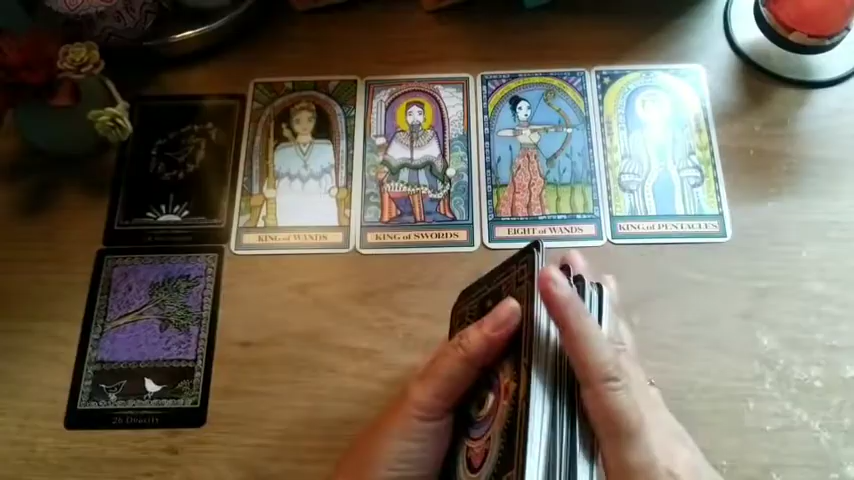 KING of WANDS
KING of SWORDS
EIGHT of WANDS
KING of PENTACLES